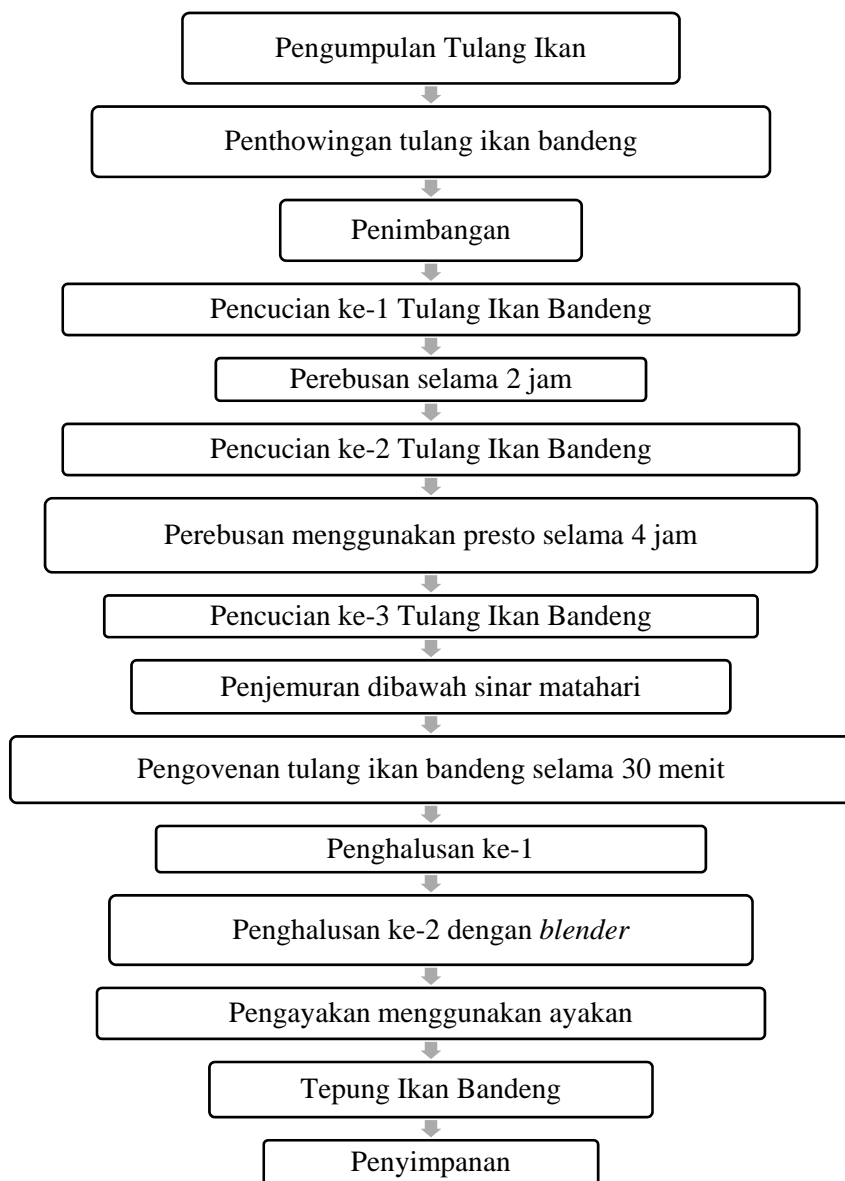 Pengumpulan Tulang Ikan
Penthowingan tulang ikan bandeng
Penimbangan
Pencucian ke-1 Tulang Ikan Bandeng
Perebusan selama 2 jam
Pencucian ke-2 Tulang Ikan Bandeng
Perebusan menggunakan presto selama 4 jam
Pencucian ke-3 Tulang Ikan Bandeng
Penjemuran dibawah sinar matahari
Pengovenan tulang ikan bandeng selama 30 menit
Penghalusan ke-1
Penghalusan ke-2 dengan blender
Pengayakan menggunakan ayakan
Tepung Ikan Bandeng
Penyimpanan